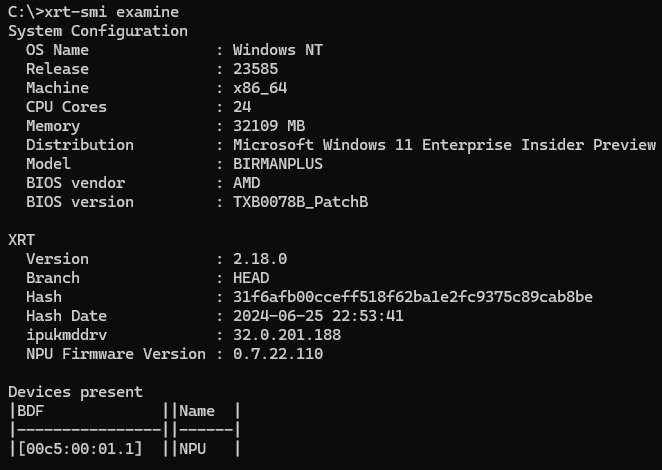 C:\>xrt-smi examine
System Configuration
  OS Name              : Windows NT
  Release              : 23585
  Machine              : x86_64
  CPU Cores            : 24
  Memory               : 32109 MB
  Distribution         : Microsoft Windows 11 Enterprise Insider Preview
  Model                : BIRMANPLUS
  BIOS vendor          : AMD
  BIOS version         : TXB0078B_PatchB

XRT
  Version              : 2.18.0
  Branch               : HEAD
  Hash                 : 31f6afb00cceff518f62ba1e2fc9375c89cab8be
  Hash Date            : 2024-06-25 22:53:41
  ipukmddrv            : 32.0.201.188
  NPU Firmware Version : 0.7.22.110

Devices present
|BDF             ||Name  |
|----------------||------|
|[00c5:00:01.1]  ||NPU   |